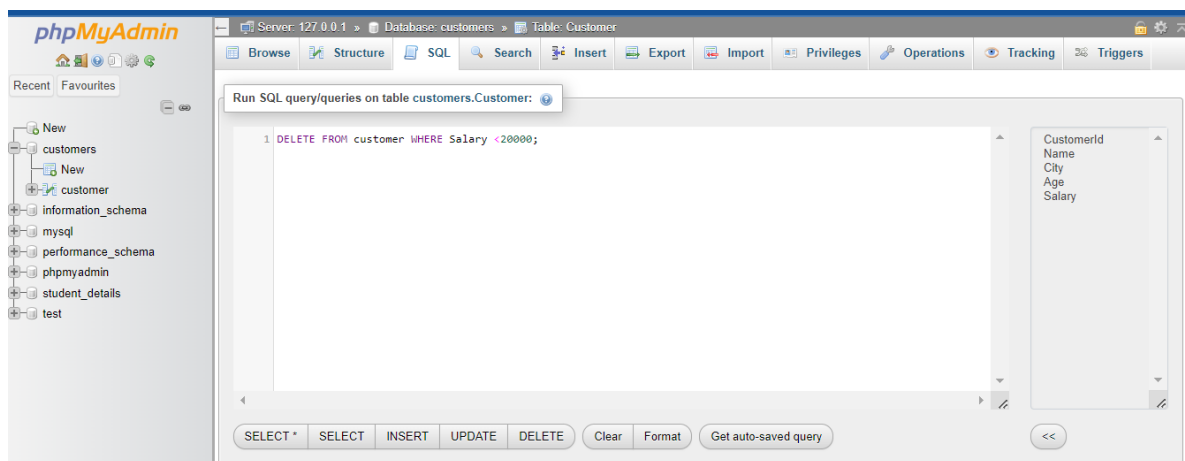 phpMyAdmin
Recent Favourites
New
customers
New
customer
information_schema
mysql
performance_schema
phpmyadmin
student_details
test
Server: 127.0.0.1 » Database: customers » Table: Customer
Browse Structure SQL Search Insert Export Import Privileges Operations Tracking Triggers
Run SQL query/queries on table customers.Customer:
1 DELETE FROM customer WHERE Salary <20000;
CustomerId
Name
City
Age
Salary
SELECT * SELECT INSERT UPDATE DELETE Clear Format Get auto-saved query <<